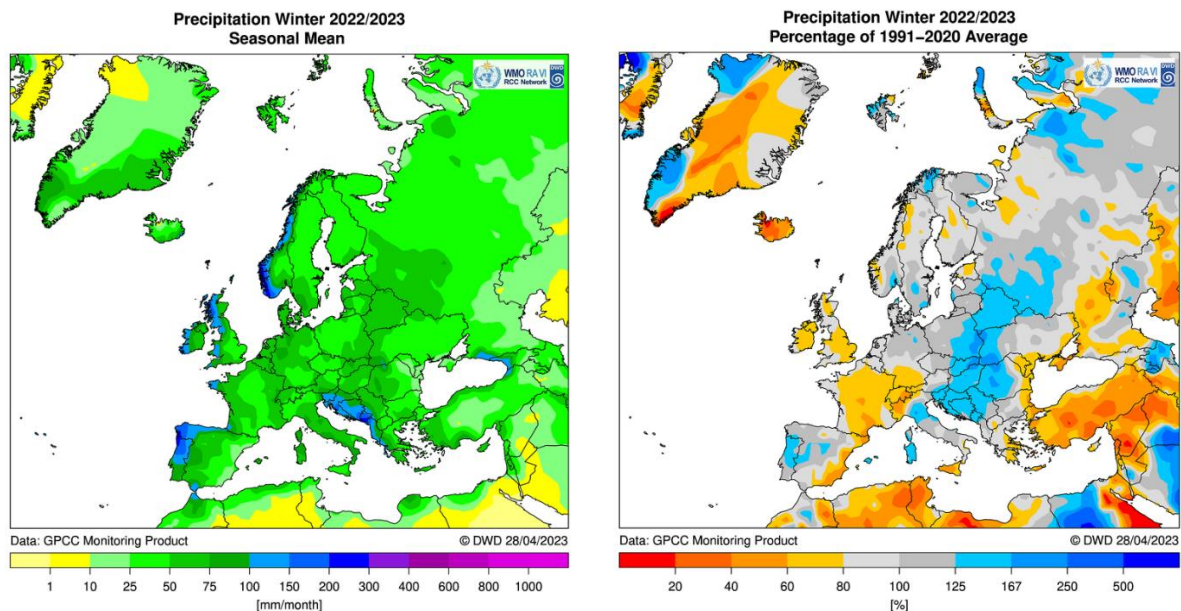 Precipitation Winter 2022/2023
Seasonal Mean
WMO RA VI
RCC Network
DWD
Data: GPCC Monitoring Product
© DWD 28/04/2023
1 10 25 50 75 100 150 200 300 400 600 800 1000
[mm/month]
Precipitation Winter 2022/2023
Percentage of 1991−2020 Average
WMO RA VI
RCC Network
DWD
Data: GPCC Monitoring Product
© DWD 28/04/2023
20 40 60 80 100 125 167 250 500
[%]